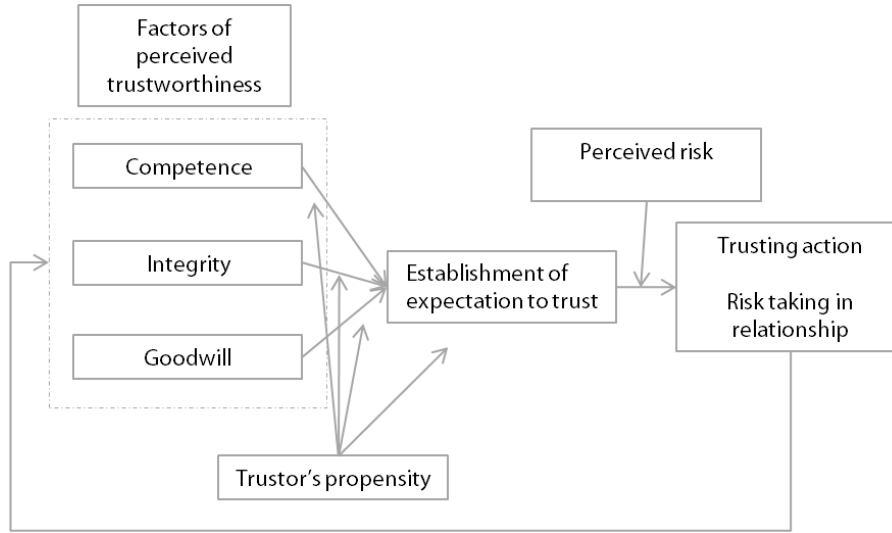 Factors of
perceived
trustworthiness
Competence
Integrity
Goodwill
Trustor’s propensity
Establishment of
expectation to trust
Perceived risk
Trusting action
Risk taking in
relationship